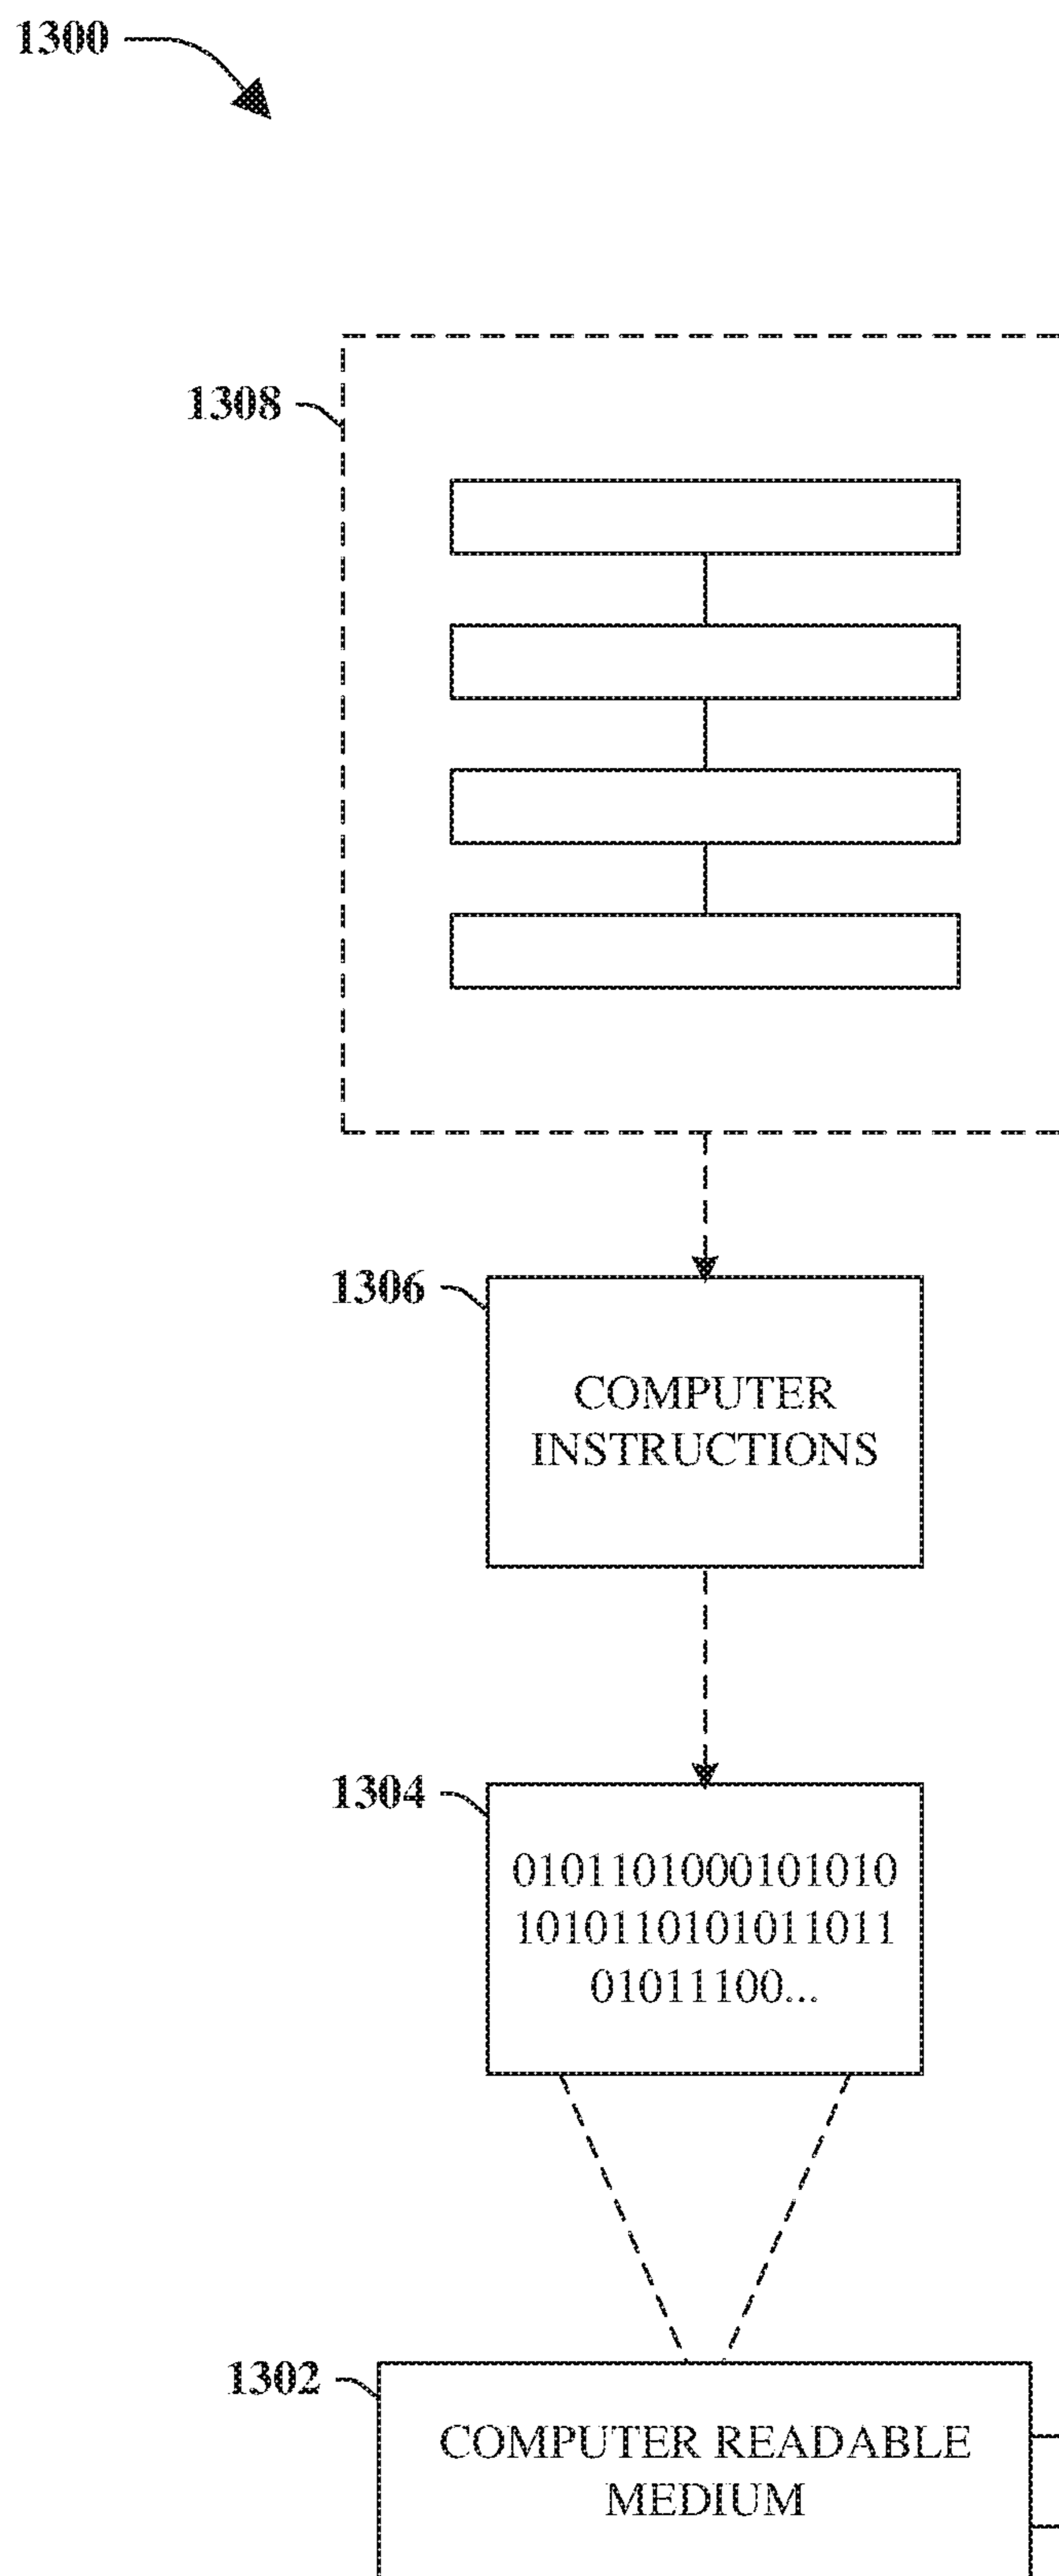 1300
1308
1306
COMPUTER
INSTRUCTIONS
1304
0101101000101010
1010110101011011
01011100...
1302
COMPUTER READABLE
MEDIUM